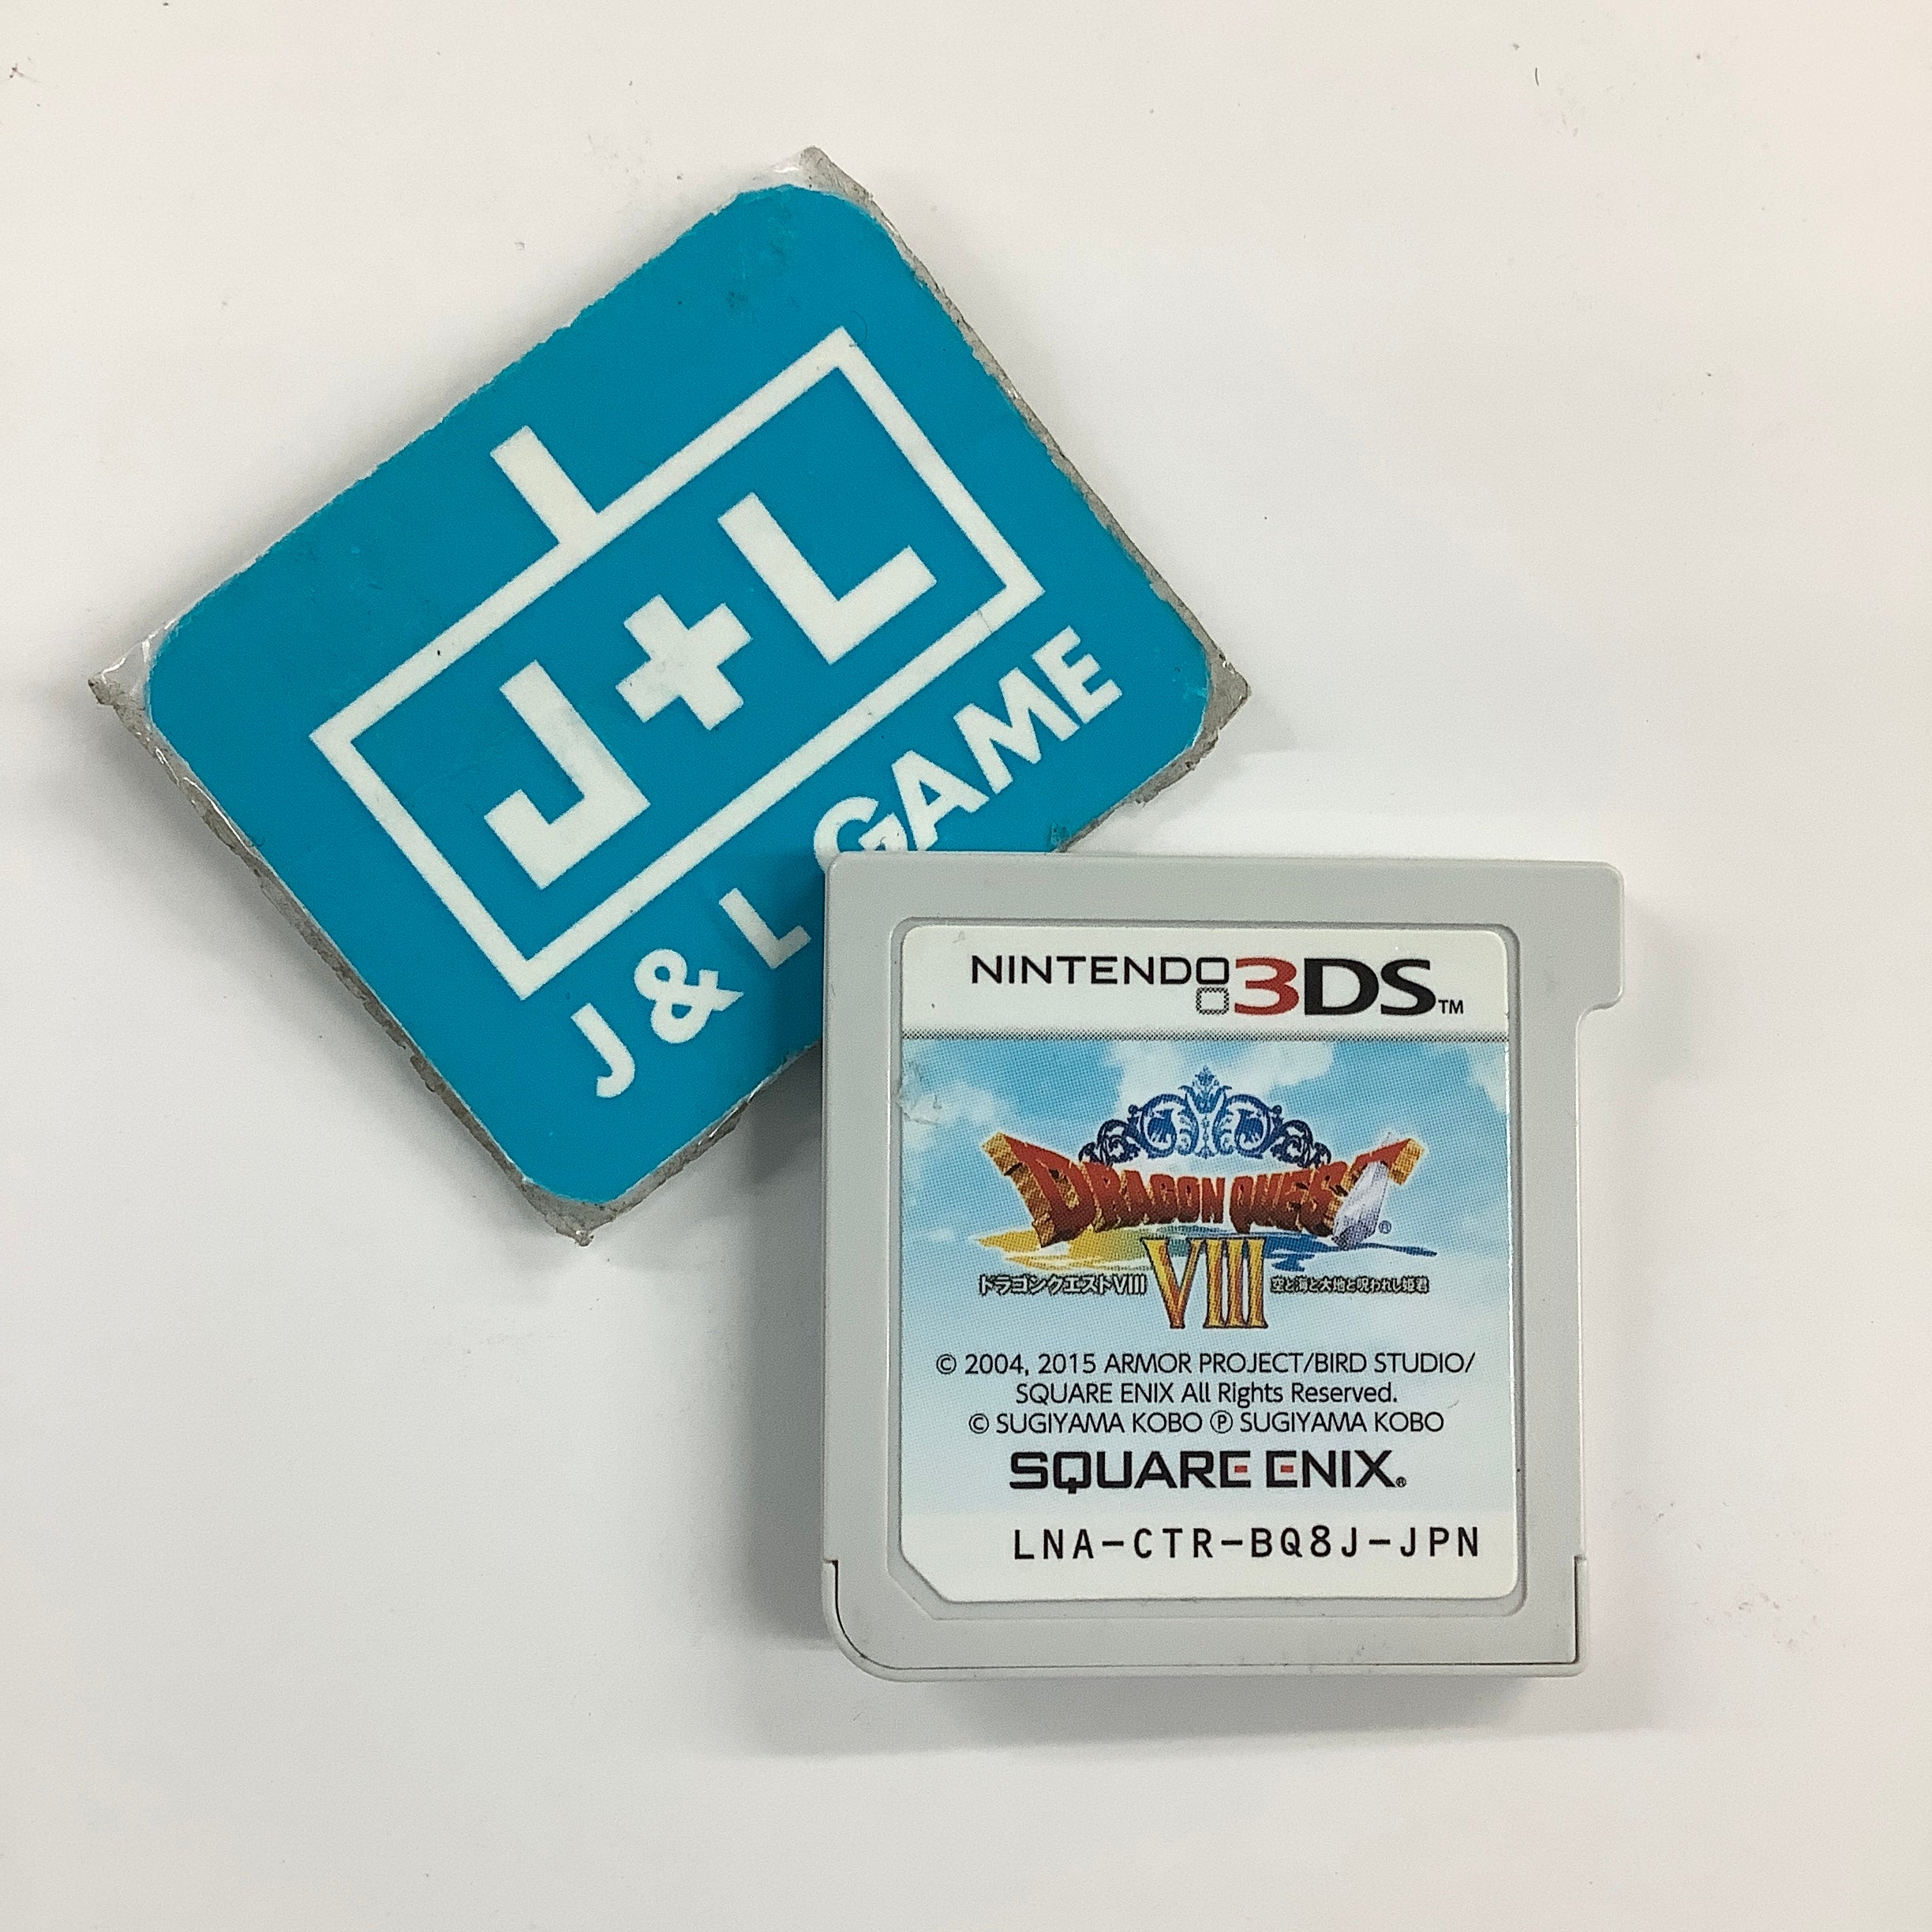 J+L
J & L GAME
NINTENDO 3DS™
DRAGON QUEST®
VIII
ドラゴンクエストVIII 空と海と大地と呪われし姫君
© 2004, 2015 ARMOR PROJECT/BIRD STUDIO/
SQUARE ENIX All Rights Reserved.
© SUGIYAMA KOBO ℗ SUGIYAMA KOBO
SQUARE ENIX®
LNA-CTR-BQ8J-JPN